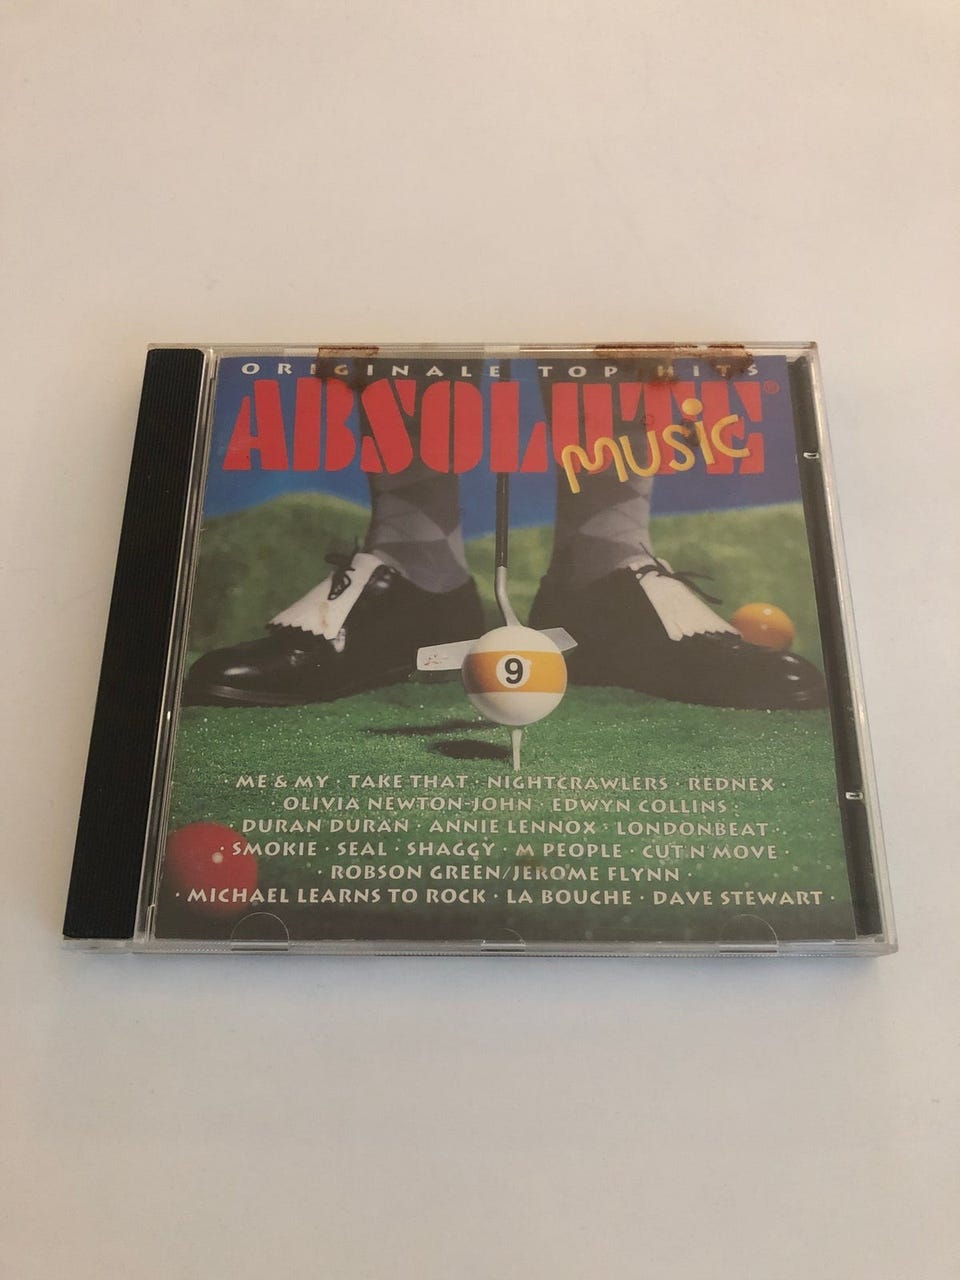 ORIGINALE TOP HITS
ABSOLUTE®
music
9
· ME & MY · TAKE THAT · NIGHTCRAWLERS · REDNEX ·
· OLIVIA NEWTON-JOHN · EDWYN COLLINS ·
· DURAN DURAN · ANNIE LENNOX · LONDONBEAT ·
· SMOKIE · SEAL · SHAGGY · M PEOPLE · CUT'N'MOVE ·
· ROBSON GREEN/JEROME FLYNN ·
· MICHAEL LEARNS TO ROCK · LA BOUCHE · DAVE STEWART ·